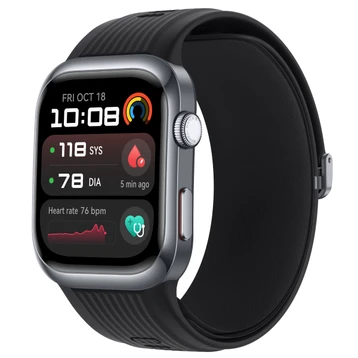 FRI OCT 18
10:08
118 SYS
78 DIA
5 min ago
Heart rate 76 bpm